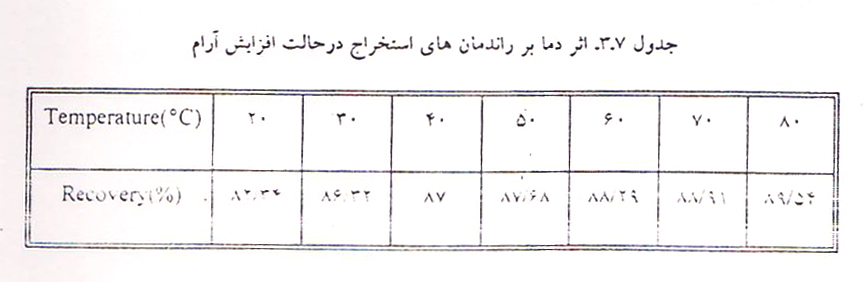 جدول ۳.۷. اثر دما بر راندمان های استخراج درحالت افزایش آرام
Temperature(°C) ۲۰ ۳۰ ۴۰ ۵۰ ۶۰ ۷۰ ۸۰
Recovery(%) ۸۲/۳۴ ۸۶/۳۲ ۸۷ ۸۷/۶۸ ۸۸/۲۹ ۸۸/۹۱ ۸۹/۵۴